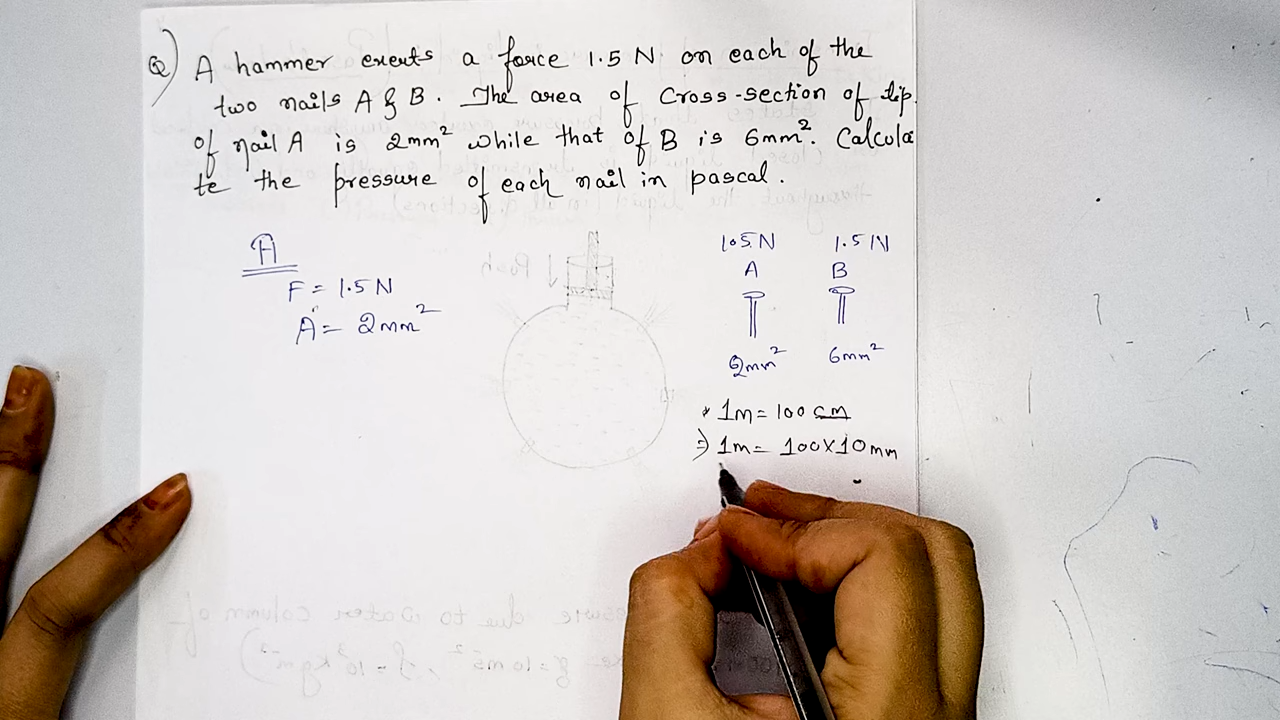 Q) A hammer exerts a force 1.5 N on each of the
two nails A & B. The area of Cross-section of tip
of nail A is 2mm² while that of B is 6mm². Calcula
te the pressure of each nail in pascal.
A
F = 1.5 N
A = 2mm²
1.5 N 1.5 N
A B
2mm² 6mm²
* 1m = 100 cm
⇒ 1m = 100×10mm